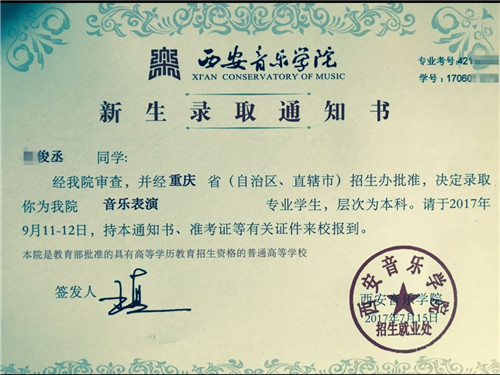 西安音乐学院
XI'AN CONSERVATORY OF MUSIC
专业考号:421
学号:17060
新生录取通知书
俊丞 同学:
经我院审查，并经重庆 省（自治区、直辖市）招生办批准，决定录取
你为我院 音乐表演 专业学生，层次为本科。请于2017年
9月11-12日，持本通知书、准考证等有关证件来校报到。
本院是教育部批准的具有高等学历教育招生资格的普通高等学校
签发人
西安音乐学院
2017年7月15日
西安音乐学院
招生就业处